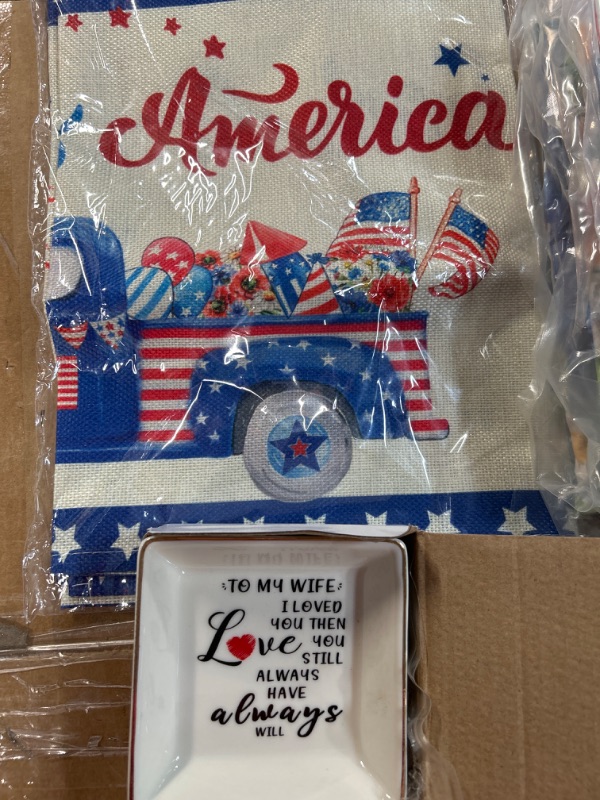 America
TO MY WIFE
I LOVED
YOU THEN
Love YOU
STILL
ALWAYS
HAVE
always
WILL